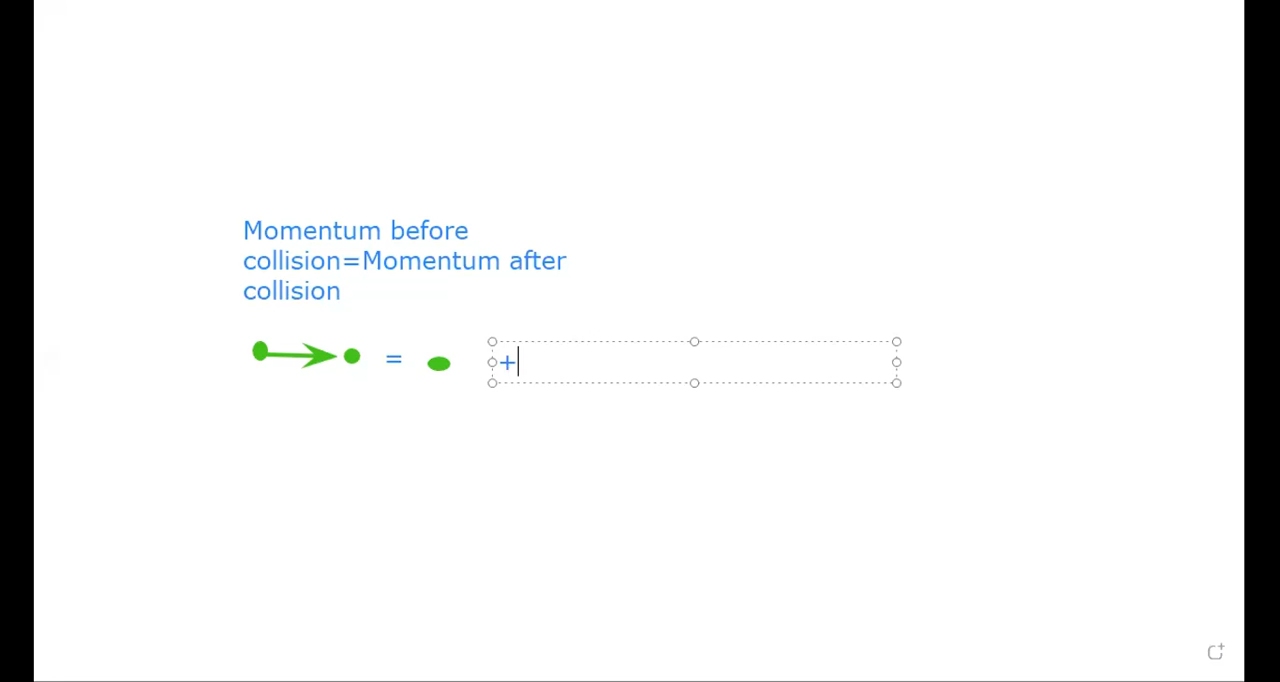 Momentum before
collision=Momentum after
collision
=
+